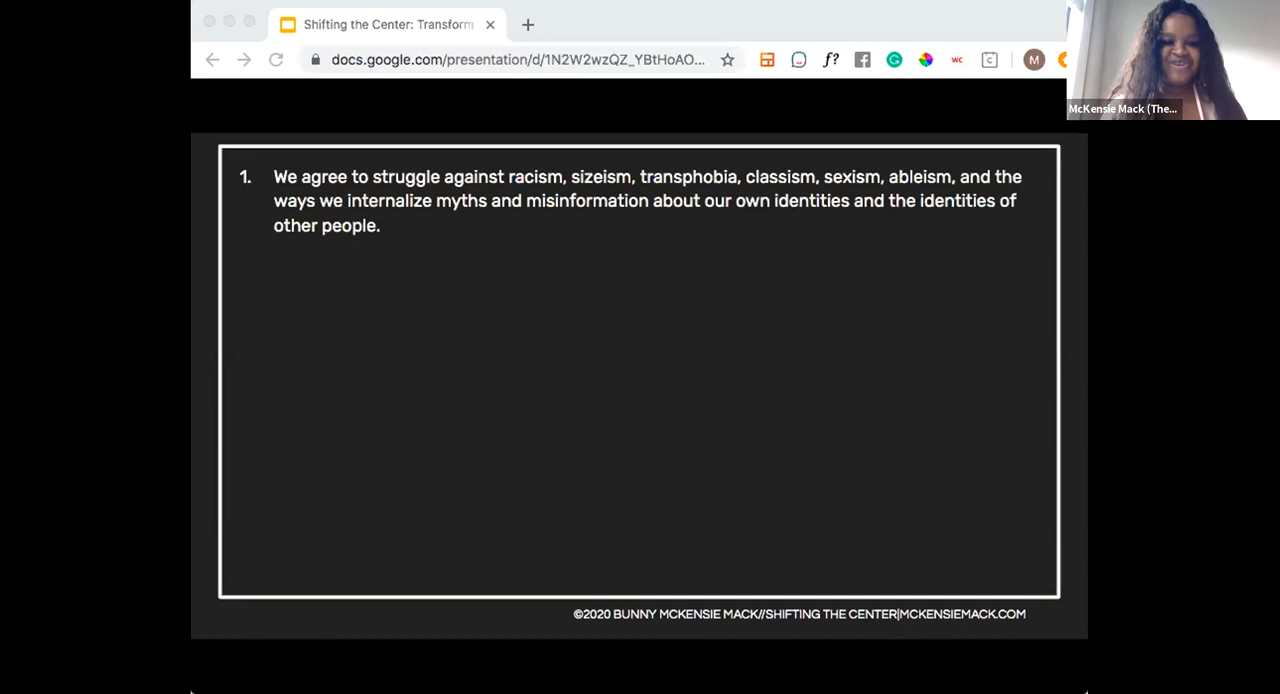 Shifting the Center: Transform
docs.google.com/presentation/d/1N2W2wzQZ_YBtHoAO...
f?
WC
C
M
McKensie Mack (The...
1. We agree to struggle against racism, sizeism, transphobia, classism, sexism, ableism, and the
ways we internalize myths and misinformation about our own identities and the identities of
other people.
©2020 BUNNY MCKENSIE MACK//SHIFTING THE CENTER|MCKENSIEMACK.COM